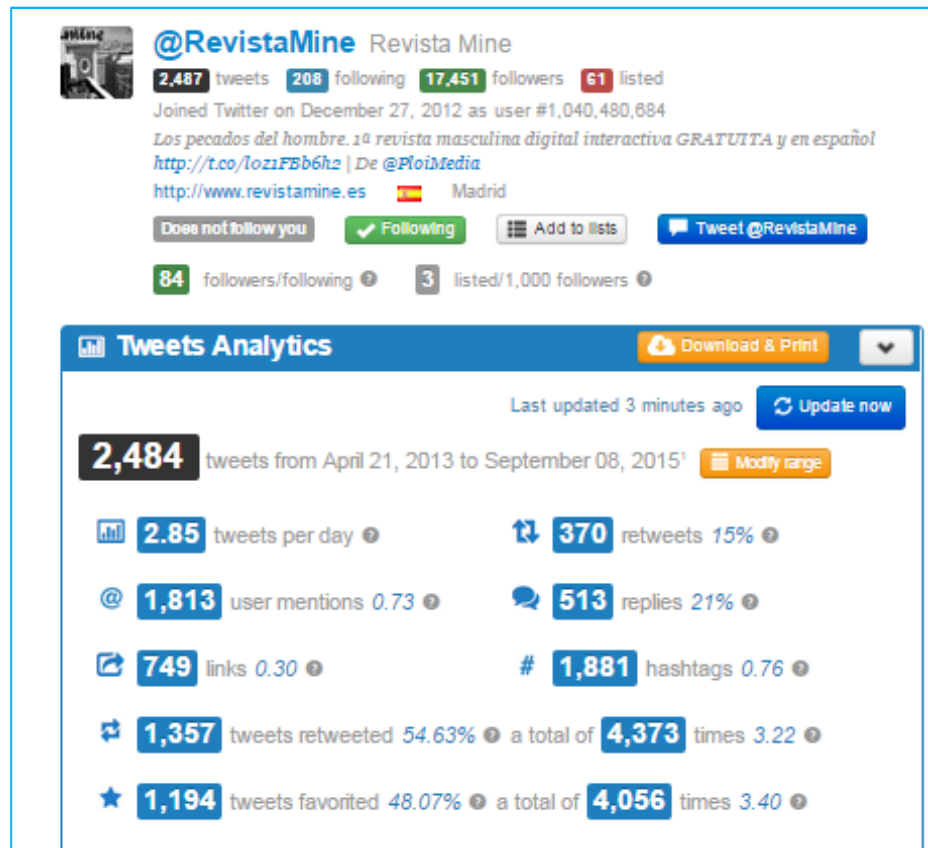 mine
@RevistaMine Revista Mine
2,487 tweets 208 following 17,451 followers 61 listed
Joined Twitter on December 27, 2012 as user #1,040,480,684
Los pecados del hombre. 1ª revista masculina digital interactiva GRATUITA y en español
http://t.co/l0z1FBb6h2 | De @PloiMedia
http://www.revistamine.es Madrid
Does not follow you Following Add to lists Tweet @RevistaMine
84 followers/following ? 3 listed/1,000 followers ?
Tweets Analytics Download & Print
Last updated 3 minutes ago Update now
2,484 tweets from April 21, 2013 to September 08, 2015¹ Modify range
2.85 tweets per day ? 370 retweets 15% ?
@ 1,813 user mentions 0.73 ? 513 replies 21% ?
749 links 0.30 ? # 1,881 hashtags 0.76 ?
1,357 tweets retweeted 54.63% ? a total of 4,373 times 3.22 ?
1,194 tweets favorited 48.07% ? a total of 4,056 times 3.40 ?